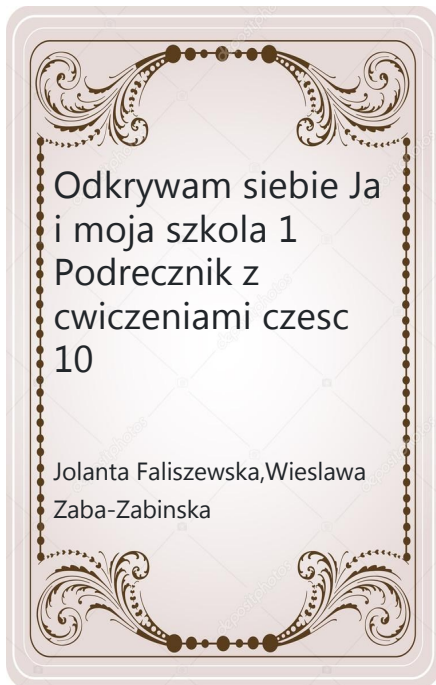 Odkrywam siebie Ja
i moja szkola 1
Podrecznik z
cwiczeniami czesc
10
Jolanta Faliszewska,Wieslawa
Zaba-Zabinska